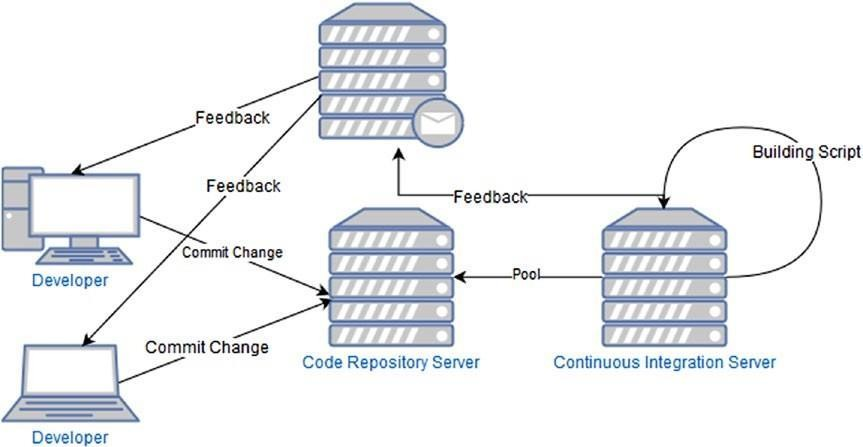 Feedback
Building Script
Feedback
Feedback
Commit Change
Pool
Developer
Commit Change
Code Repository Server
Continuous Integration Server
Developer